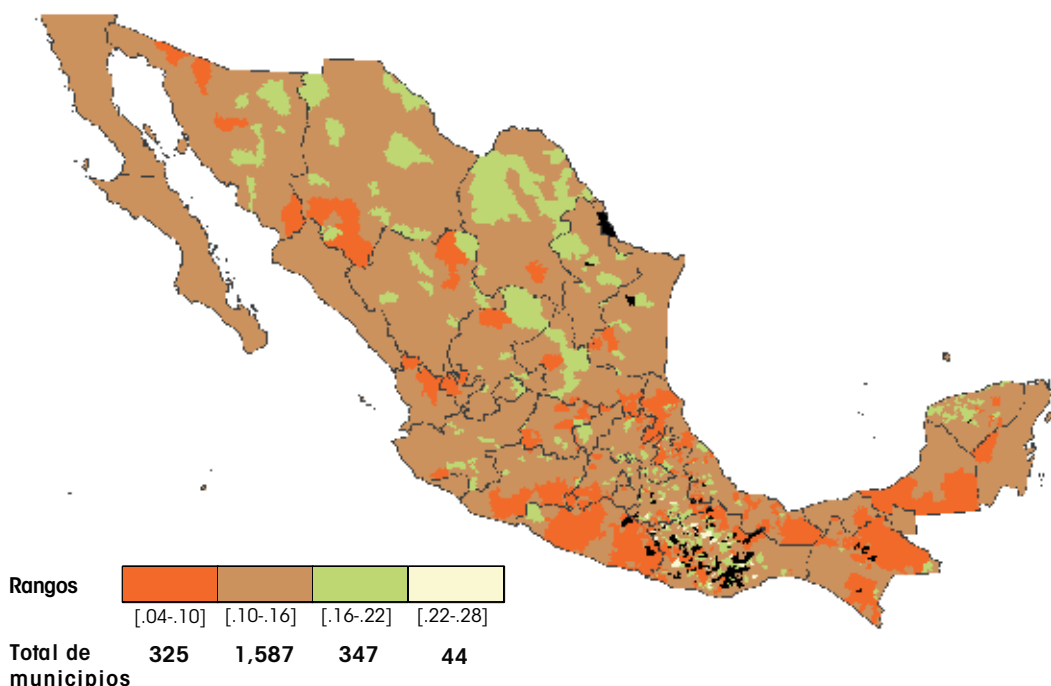 Rangos
[.04-.10] [.10-.16] [.16-.22] [.22-.28]
Total de 325 1,587 347 44
municipios